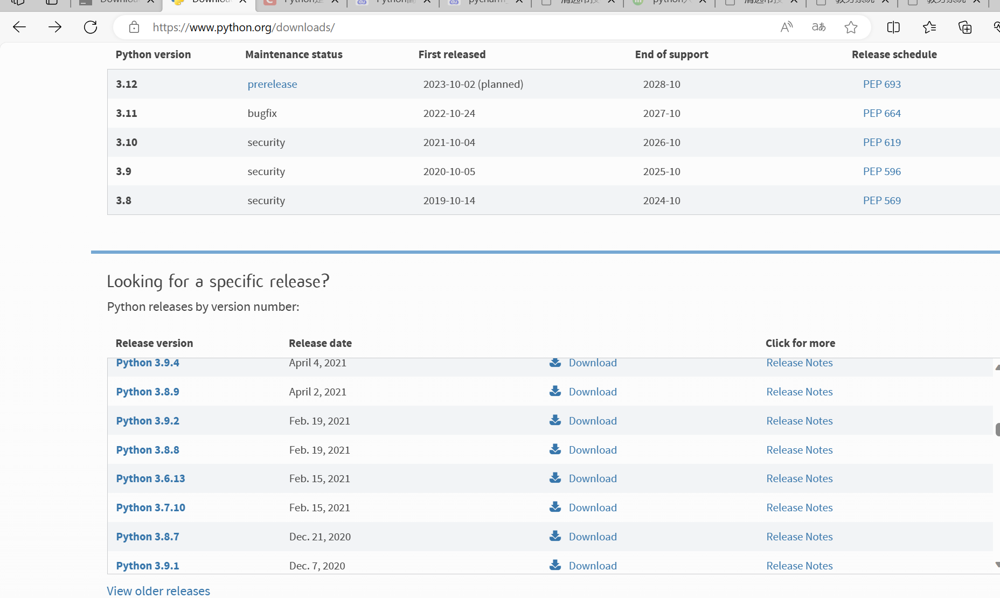 https://www.python.org/downloads/
Python version Maintenance status First released End of support Release schedule
3.12 prerelease 2023-10-02 (planned) 2028-10 PEP 693
3.11 bugfix 2022-10-24 2027-10 PEP 664
3.10 security 2021-10-04 2026-10 PEP 619
3.9 security 2020-10-05 2025-10 PEP 596
3.8 security 2019-10-14 2024-10 PEP 569
Looking for a specific release?
Python releases by version number:
Release version Release date Click for more
Python 3.9.4 April 4, 2021 Download Release Notes
Python 3.8.9 April 2, 2021 Download Release Notes
Python 3.9.2 Feb. 19, 2021 Download Release Notes
Python 3.8.8 Feb. 19, 2021 Download Release Notes
Python 3.6.13 Feb. 15, 2021 Download Release Notes
Python 3.7.10 Feb. 15, 2021 Download Release Notes
Python 3.8.7 Dec. 21, 2020 Download Release Notes
Python 3.9.1 Dec. 7, 2020 Download Release Notes
View older releases